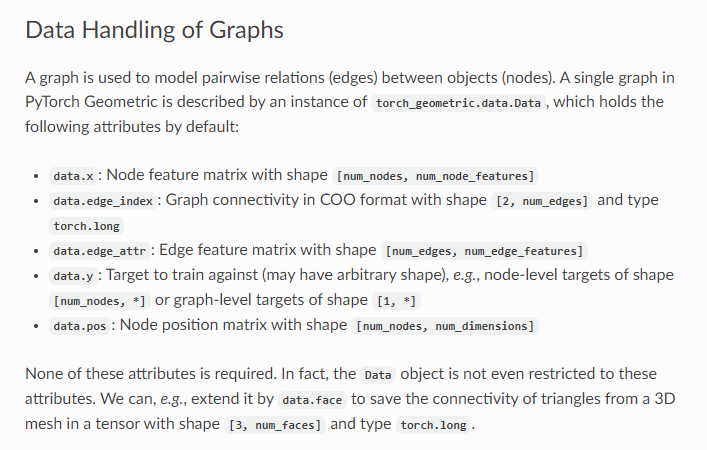 Data Handling of Graphs
A graph is used to model pairwise relations (edges) between objects (nodes). A single graph in
PyTorch Geometric is described by an instance of torch_geometric.data.Data , which holds the
following attributes by default:
• data.x : Node feature matrix with shape [num_nodes, num_node_features]
• data.edge_index : Graph connectivity in COO format with shape [2, num_edges] and type
torch.long
• data.edge_attr : Edge feature matrix with shape [num_edges, num_edge_features]
• data.y : Target to train against (may have arbitrary shape), e.g., node-level targets of shape
[num_nodes, *] or graph-level targets of shape [1, *]
• data.pos : Node position matrix with shape [num_nodes, num_dimensions]
None of these attributes is required. In fact, the Data object is not even restricted to these
attributes. We can, e.g., extend it by data.face to save the connectivity of triangles from a 3D
mesh in a tensor with shape [3, num_faces] and type torch.long .